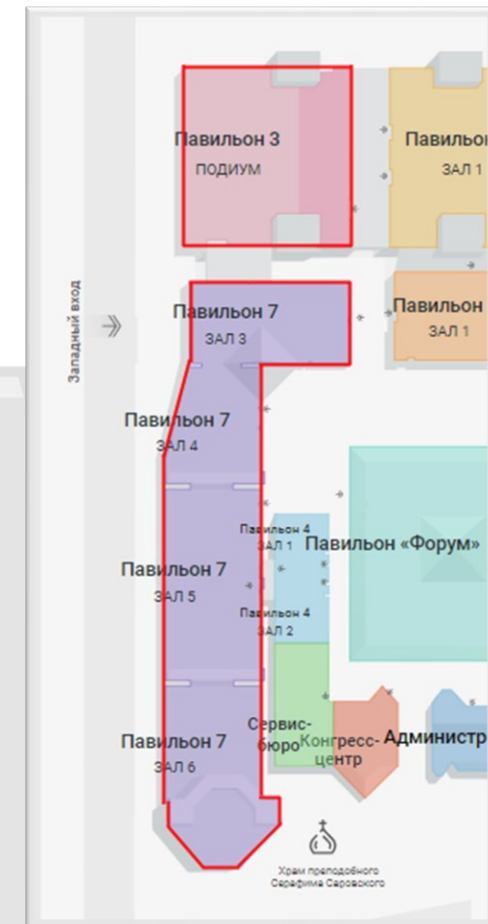 Павильон 3
ПОДИУМ
Павильон
ЗАЛ 1
Западный вход
Павильон 7
ЗАЛ 3
Павильон
ЗАЛ 1
Павильон 7
ЗАЛ 4
Павильон 4
ЗАЛ 1
Павильон «Форум»
Павильон 7
ЗАЛ 5
Павильон 4
ЗАЛ 2
Сервис-
бюро
Конгресс-
центр
Админист
Павильон 7
ЗАЛ 6
Храм преподобного
Серафима Саровского